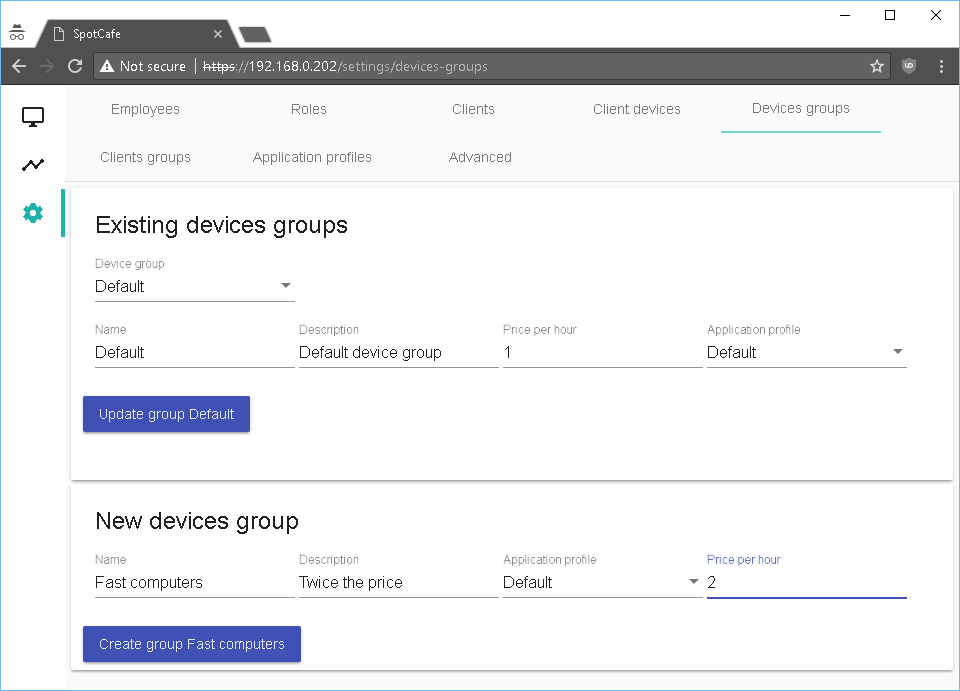 SpotCafe
Not secure | https://192.168.0.202/settings/devices-groups
Employees Roles Clients Client devices Devices groups
Clients groups Application profiles Advanced
Existing devices groups
Device group
Default
Name Description Price per hour Application profile
Default Default device group 1 Default
Update group Default
New devices group
Name Description Application profile Price per hour
Fast computers Twice the price Default 2
Create group Fast computers